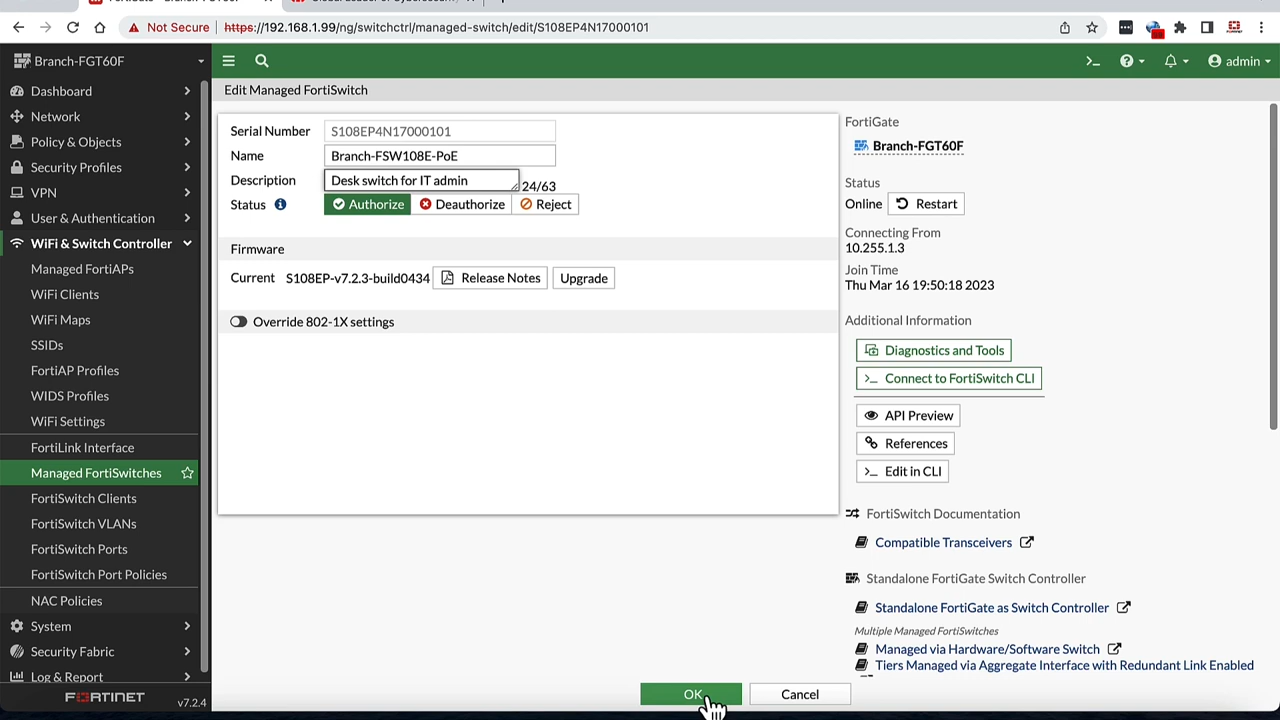 Not Secure https://192.168.1.99/ng/switchctrl/managed-switch/edit/S108EP4N17000101
Branch-FGT60F
admin
Dashboard
Network
Policy & Objects
Security Profiles
VPN
User & Authentication
WiFi & Switch Controller
Managed FortiAPs
WiFi Clients
WiFi Maps
SSIDs
FortiAP Profiles
WIDS Profiles
WiFi Settings
FortiLink Interface
Managed FortiSwitches
FortiSwitch Clients
FortiSwitch VLANs
FortiSwitch Ports
FortiSwitch Port Policies
NAC Policies
System
Security Fabric
Log & Report
FORTINET v7.2.4
Edit Managed FortiSwitch
Serial Number S108EP4N17000101
Name Branch-FSW108E-PoE
Description Desk switch for IT admin 24/63
Status Authorize Deauthorize Reject
Firmware
Current S108EP-v7.2.3-build0434 Release Notes Upgrade
Override 802-1X settings
FortiGate
Branch-FGT60F
Status
Online Restart
Connecting From
10.255.1.3
Join Time
Thu Mar 16 19:50:18 2023
Additional Information
Diagnostics and Tools
>_ Connect to FortiSwitch CLI
API Preview
References
>_ Edit in CLI
FortiSwitch Documentation
Compatible Transceivers
Standalone FortiGate Switch Controller
Standalone FortiGate as Switch Controller
Multiple Managed FortiSwitches
Managed via Hardware/Software Switch
Tiers Managed via Aggregate Interface with Redundant Link Enabled
OK Cancel